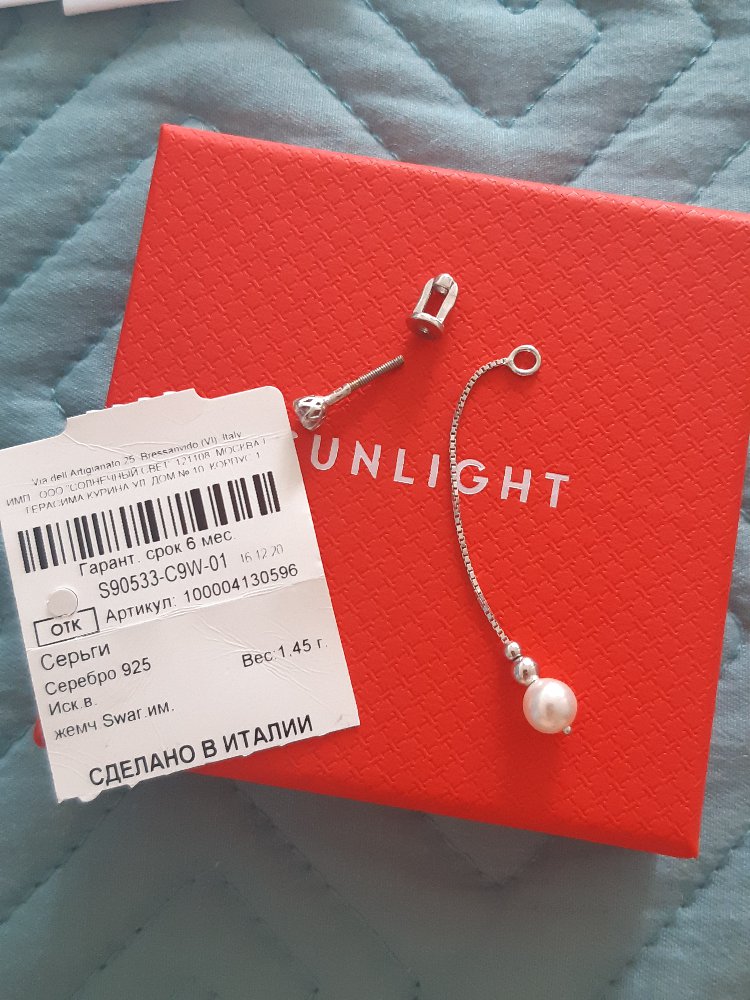 Via dell Artigianato 25, Bressanvido (VI), Italy
ИМП.: ООО "СОЛНЕЧНЫЙ СВЕТ" 121108, МОСКВА Г,
ГЕРАСИМА КУРИНА УЛ, ДОМ № 10, КОРПУС 1
Гарант. срок 6 мес.
S90533-C9W-01 16.12.20
ОТК Артикул: 100004130596
Серьги
Серебро 925 Вес:1.45 г.
Иск.в.
жемч Swar.им.
СДЕЛАНО В ИТАЛИИ
UNLIGHT